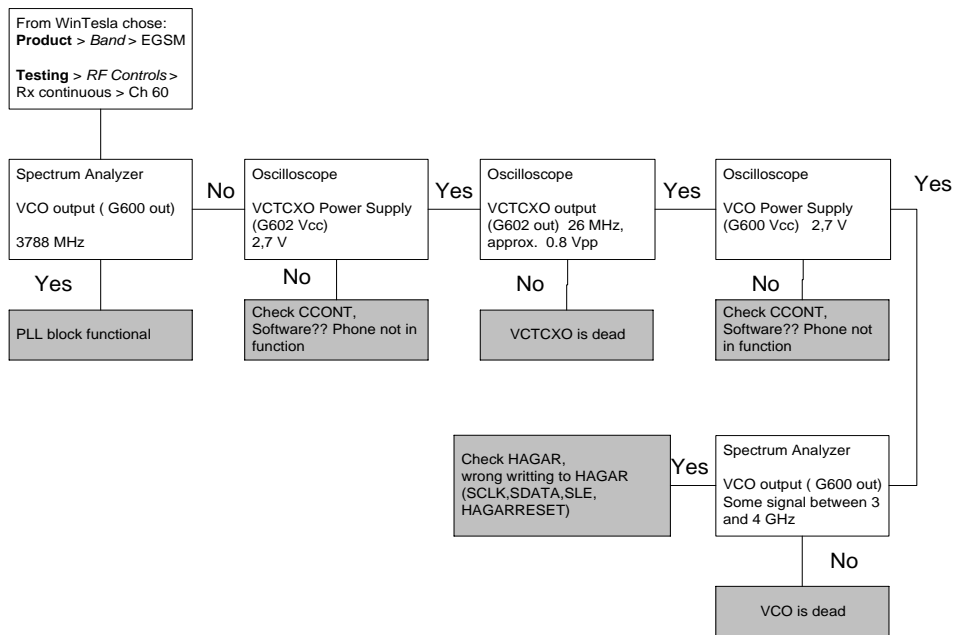 From WinTesla chose:
Product > Band > EGSM
Testing > RF Controls >
Rx continuous > Ch 60
Spectrum Analyzer
VCO output ( G600 out)
3788 MHz
No
Oscilloscope
VCTCXO Power Supply
(G602 Vcc)
2,7 V
Yes
Oscilloscope
VCTCXO output
(G602 out) 26 MHz,
approx. 0.8 Vpp
Yes
Oscilloscope
VCO Power Supply
(G600 Vcc) 2,7 V
Yes
Yes
No
No
No
PLL block functional
Check CCONT,
Software?? Phone not in
function
VCTCXO is dead
Check CCONT,
Software?? Phone not
in function
Check HAGAR,
wrong writting to HAGAR
(SCLK,SDATA,SLE,
HAGARRESET)
Yes
Spectrum Analyzer
VCO output ( G600 out)
Some signal between 3
and 4 GHz
No
VCO is dead